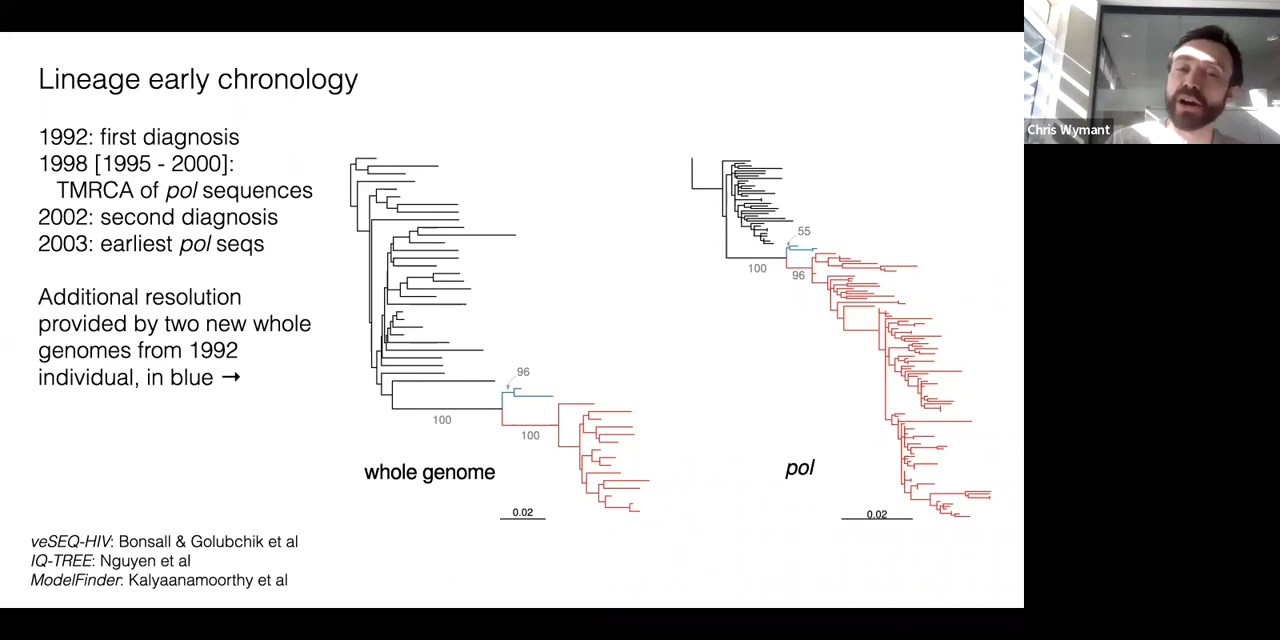 Lineage early chronology
1992: first diagnosis
1998 [1995 - 2000]:
TMRCA of pol sequences
2002: second diagnosis
2003: earliest pol seqs
Additional resolution
provided by two new whole
genomes from 1992
individual, in blue →
96
100
100
whole genome
0.02
55
100
96
pol
0.02
veSEQ-HIV: Bonsall & Golubchik et al
IQ-TREE: Nguyen et al
ModelFinder: Kalyaanamoorthy et al
Chris Wymant